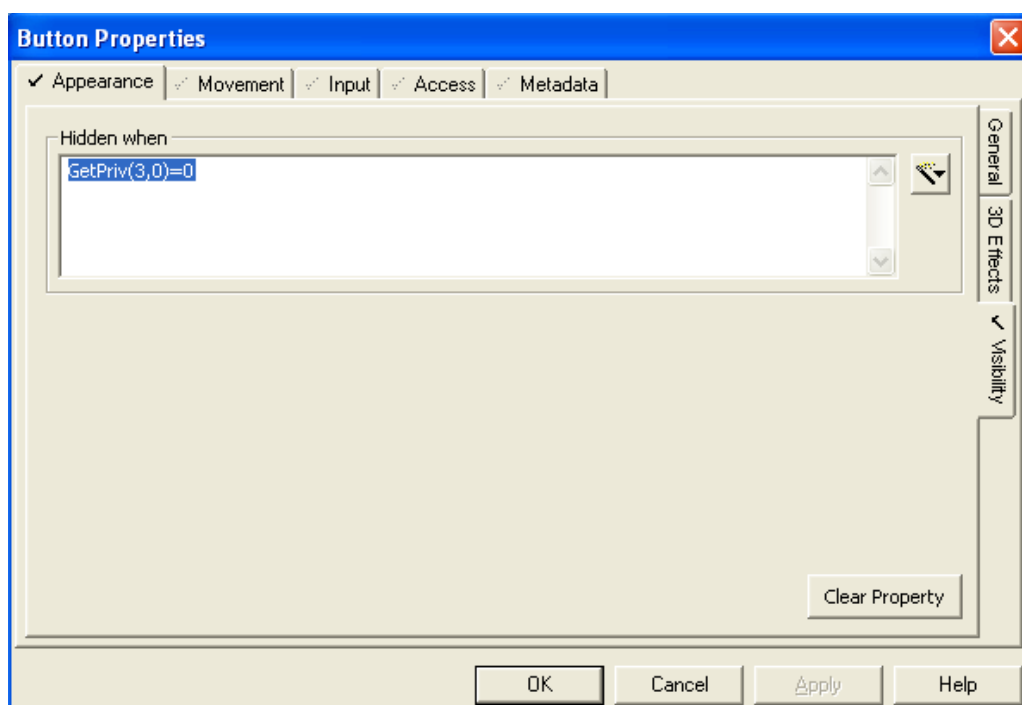 Button Properties
Appearance Movement Input Access Metadata
Hidden when
GetPriv(3,0)=0
General
3D Effects
Visibility
Clear Property
OK Cancel Apply Help